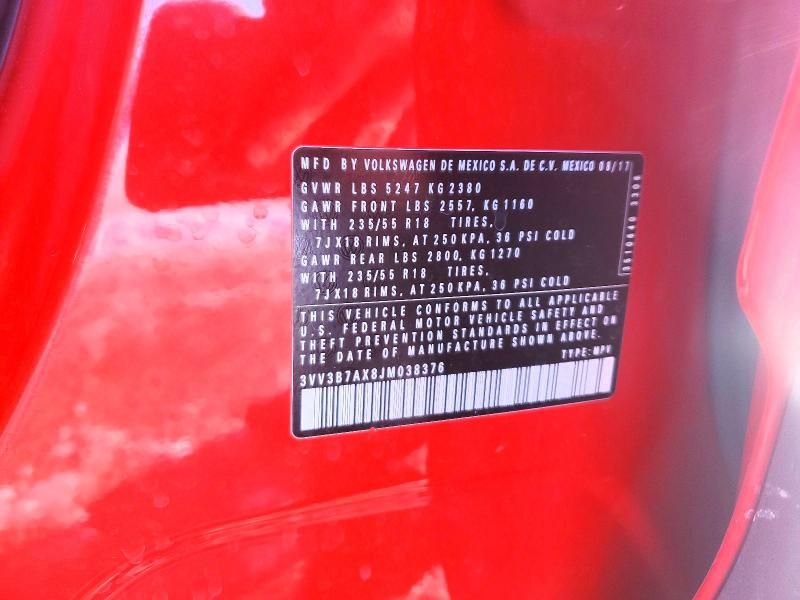 MFD BY VOLKSWAGEN DE MEXICO S.A. DE C.V. MEXICO 08/17
GVWR LBS 5247 KG 2380
GAWR FRONT LBS 2557, KG 1160
WITH 235/55 R18 TIRES,
7JX18 RIMS, AT 250 KPA, 36 PSI COLD
GAWR REAR LBS 2800, KG 1270
WITH 235/55 R18 TIRES,
7JX18 RIMS, AT 250 KPA, 36 PSI COLD
THIS VEHICLE CONFORMS TO ALL APPLICABLE
U.S. FEDERAL MOTOR VEHICLE SAFETY AND
THEFT PREVENTION STANDARDS IN EFFECT ON
THE DATE OF MANUFACTURE SHOWN ABOVE.
TYPE: MPV
3VV3B7AX8JM038376